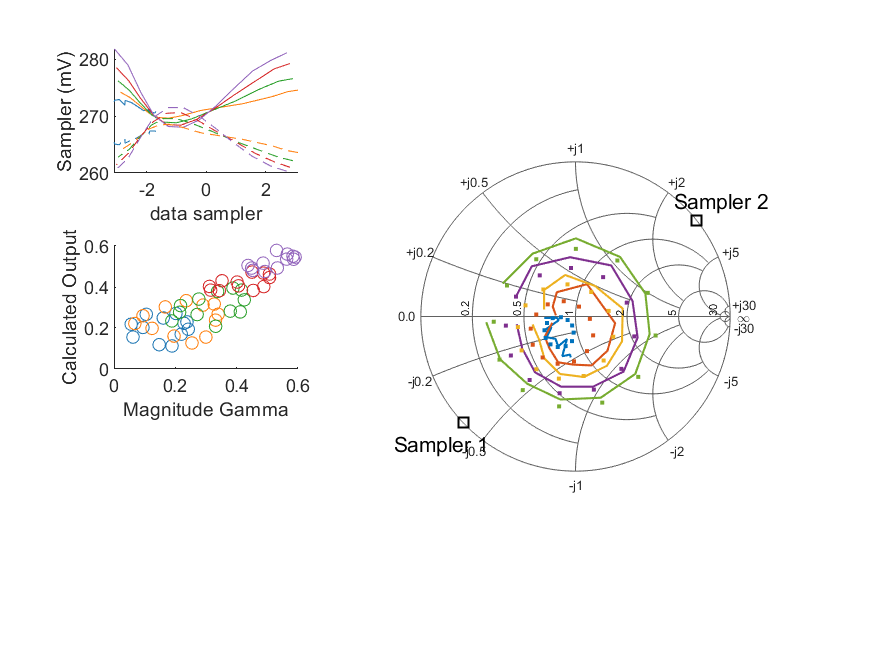 280
270
260
Sampler (mV)
-2
0
2
data sampler
0.6
0.4
0.2
0
Calculated Output
0
0.2
0.4
0.6
Magnitude Gamma
+j1
+j0.5
+j2
Sampler 2
+j0.2
+j5
0.0
0.2
0.5
1
2
5
30
+j30
∞
-j30
-j0.2
-j5
Sampler 1
-j0.5
-j2
-j1